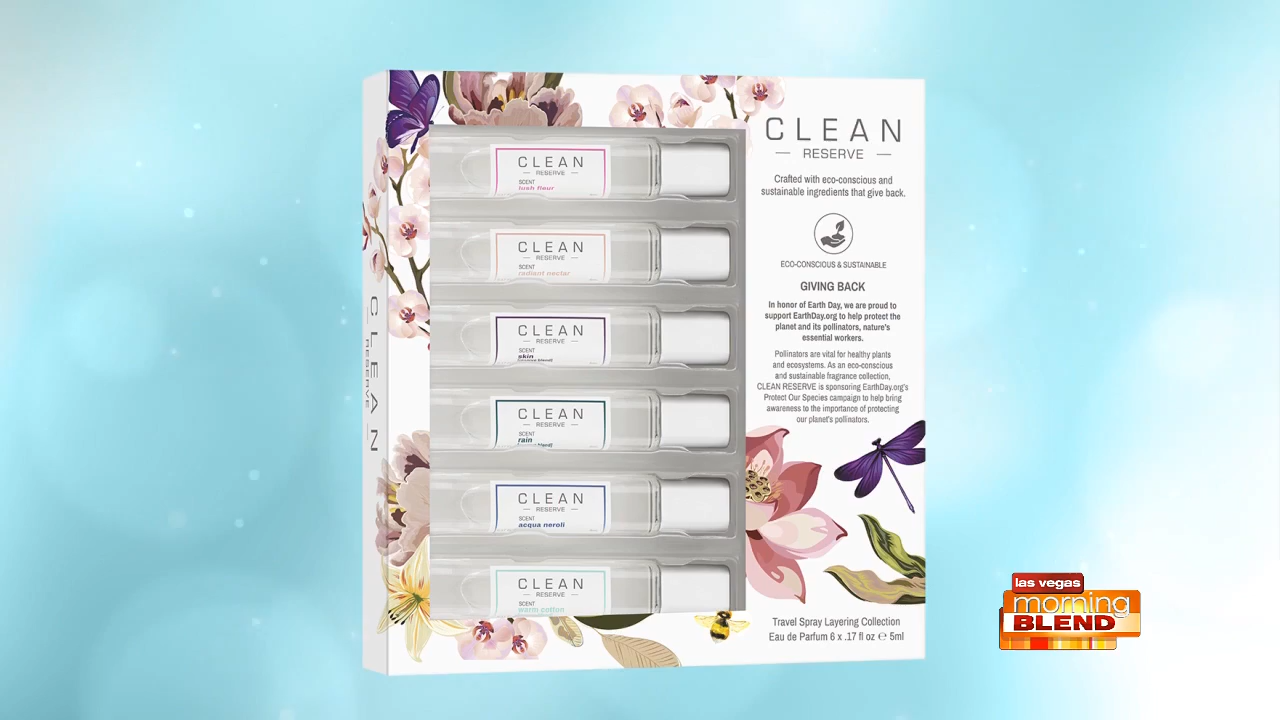 CLEAN
RESERVE
CLEAN
— RESERVE —
Crafted with eco-conscious and
sustainable ingredients that give back.
ECO-CONSCIOUS & SUSTAINABLE
GIVING BACK
In honor of Earth Day, we are proud to
support EarthDay.org to help protect the
planet and its pollinators, nature's
essential workers.
Pollinators are vital for healthy plants
and ecosystems. As an eco-conscious
and sustainable fragrance collection,
CLEAN RESERVE is sponsoring EarthDay.org's
Protect Our Species campaign to help bring
awareness to the importance of protecting
our planet's pollinators.
Travel Spray Layering Collection
Eau de Parfum 6 x .17 fl oz ℮ 5ml
CLEAN
— RESERVE —
SCENT
lush fleur
CLEAN
— RESERVE —
SCENT
radiant nectar
CLEAN
— RESERVE —
SCENT
skin
[reserve blend]
CLEAN
— RESERVE —
SCENT
rain
[reserve blend]
CLEAN
— RESERVE —
SCENT
acqua neroli
CLEAN
— RESERVE —
SCENT
warm cotton
las vegas
morning
BLEND